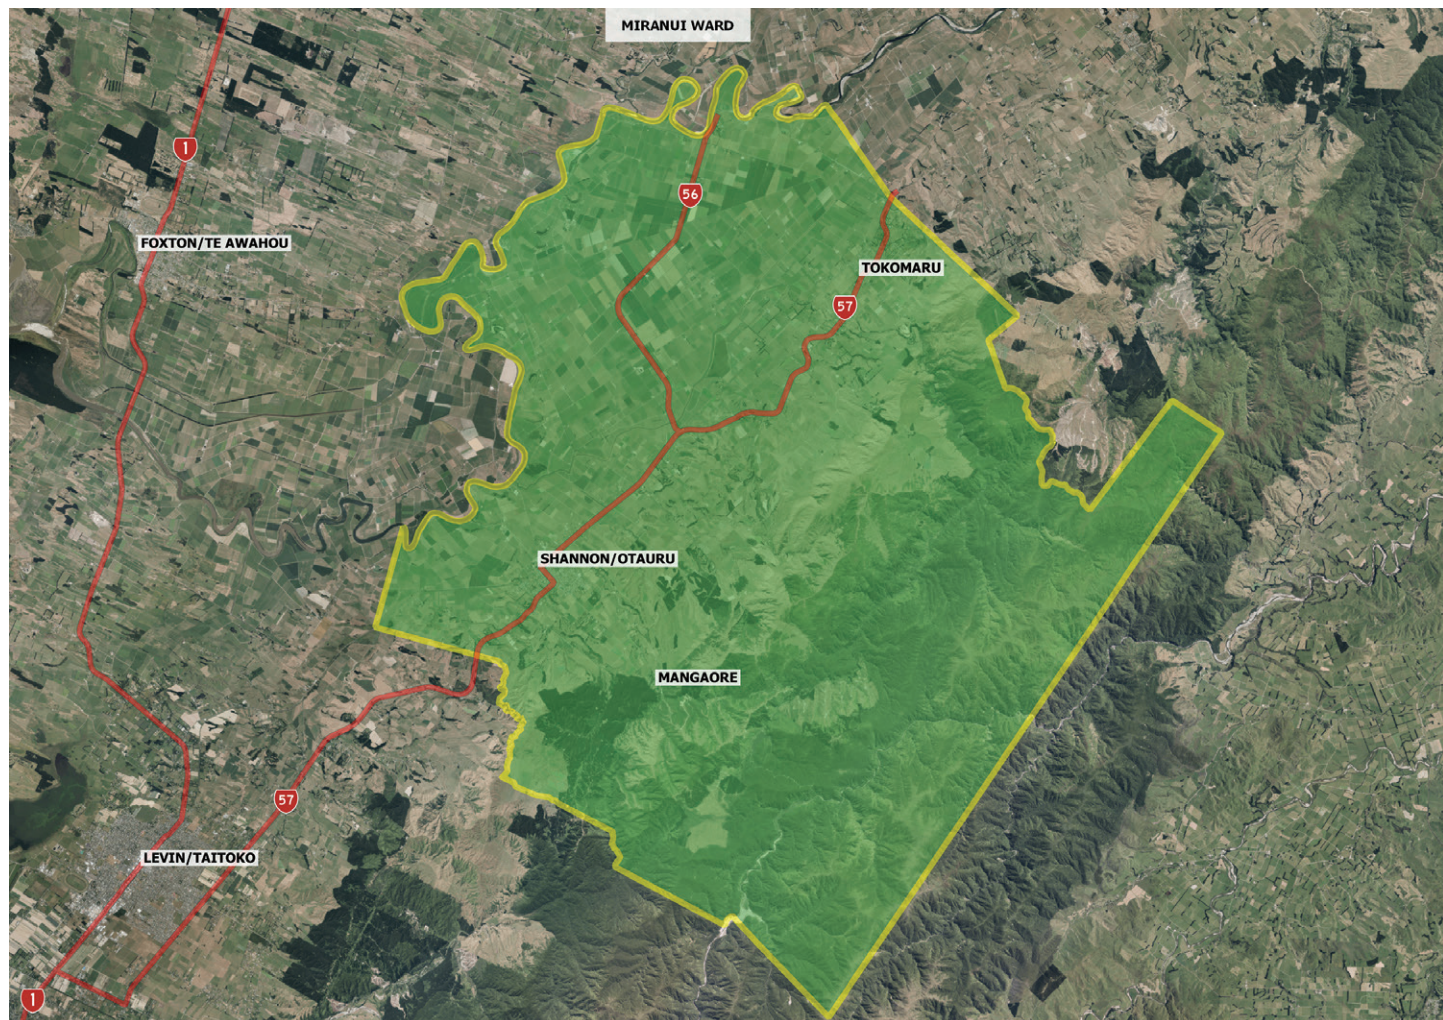 MIRANUI WARD
1
56
FOXTON/TE AWAHOU
TOKOMARU
57
SHANNON/OTAURU
MANGAORE
57
LEVIN/TAITOKO
1